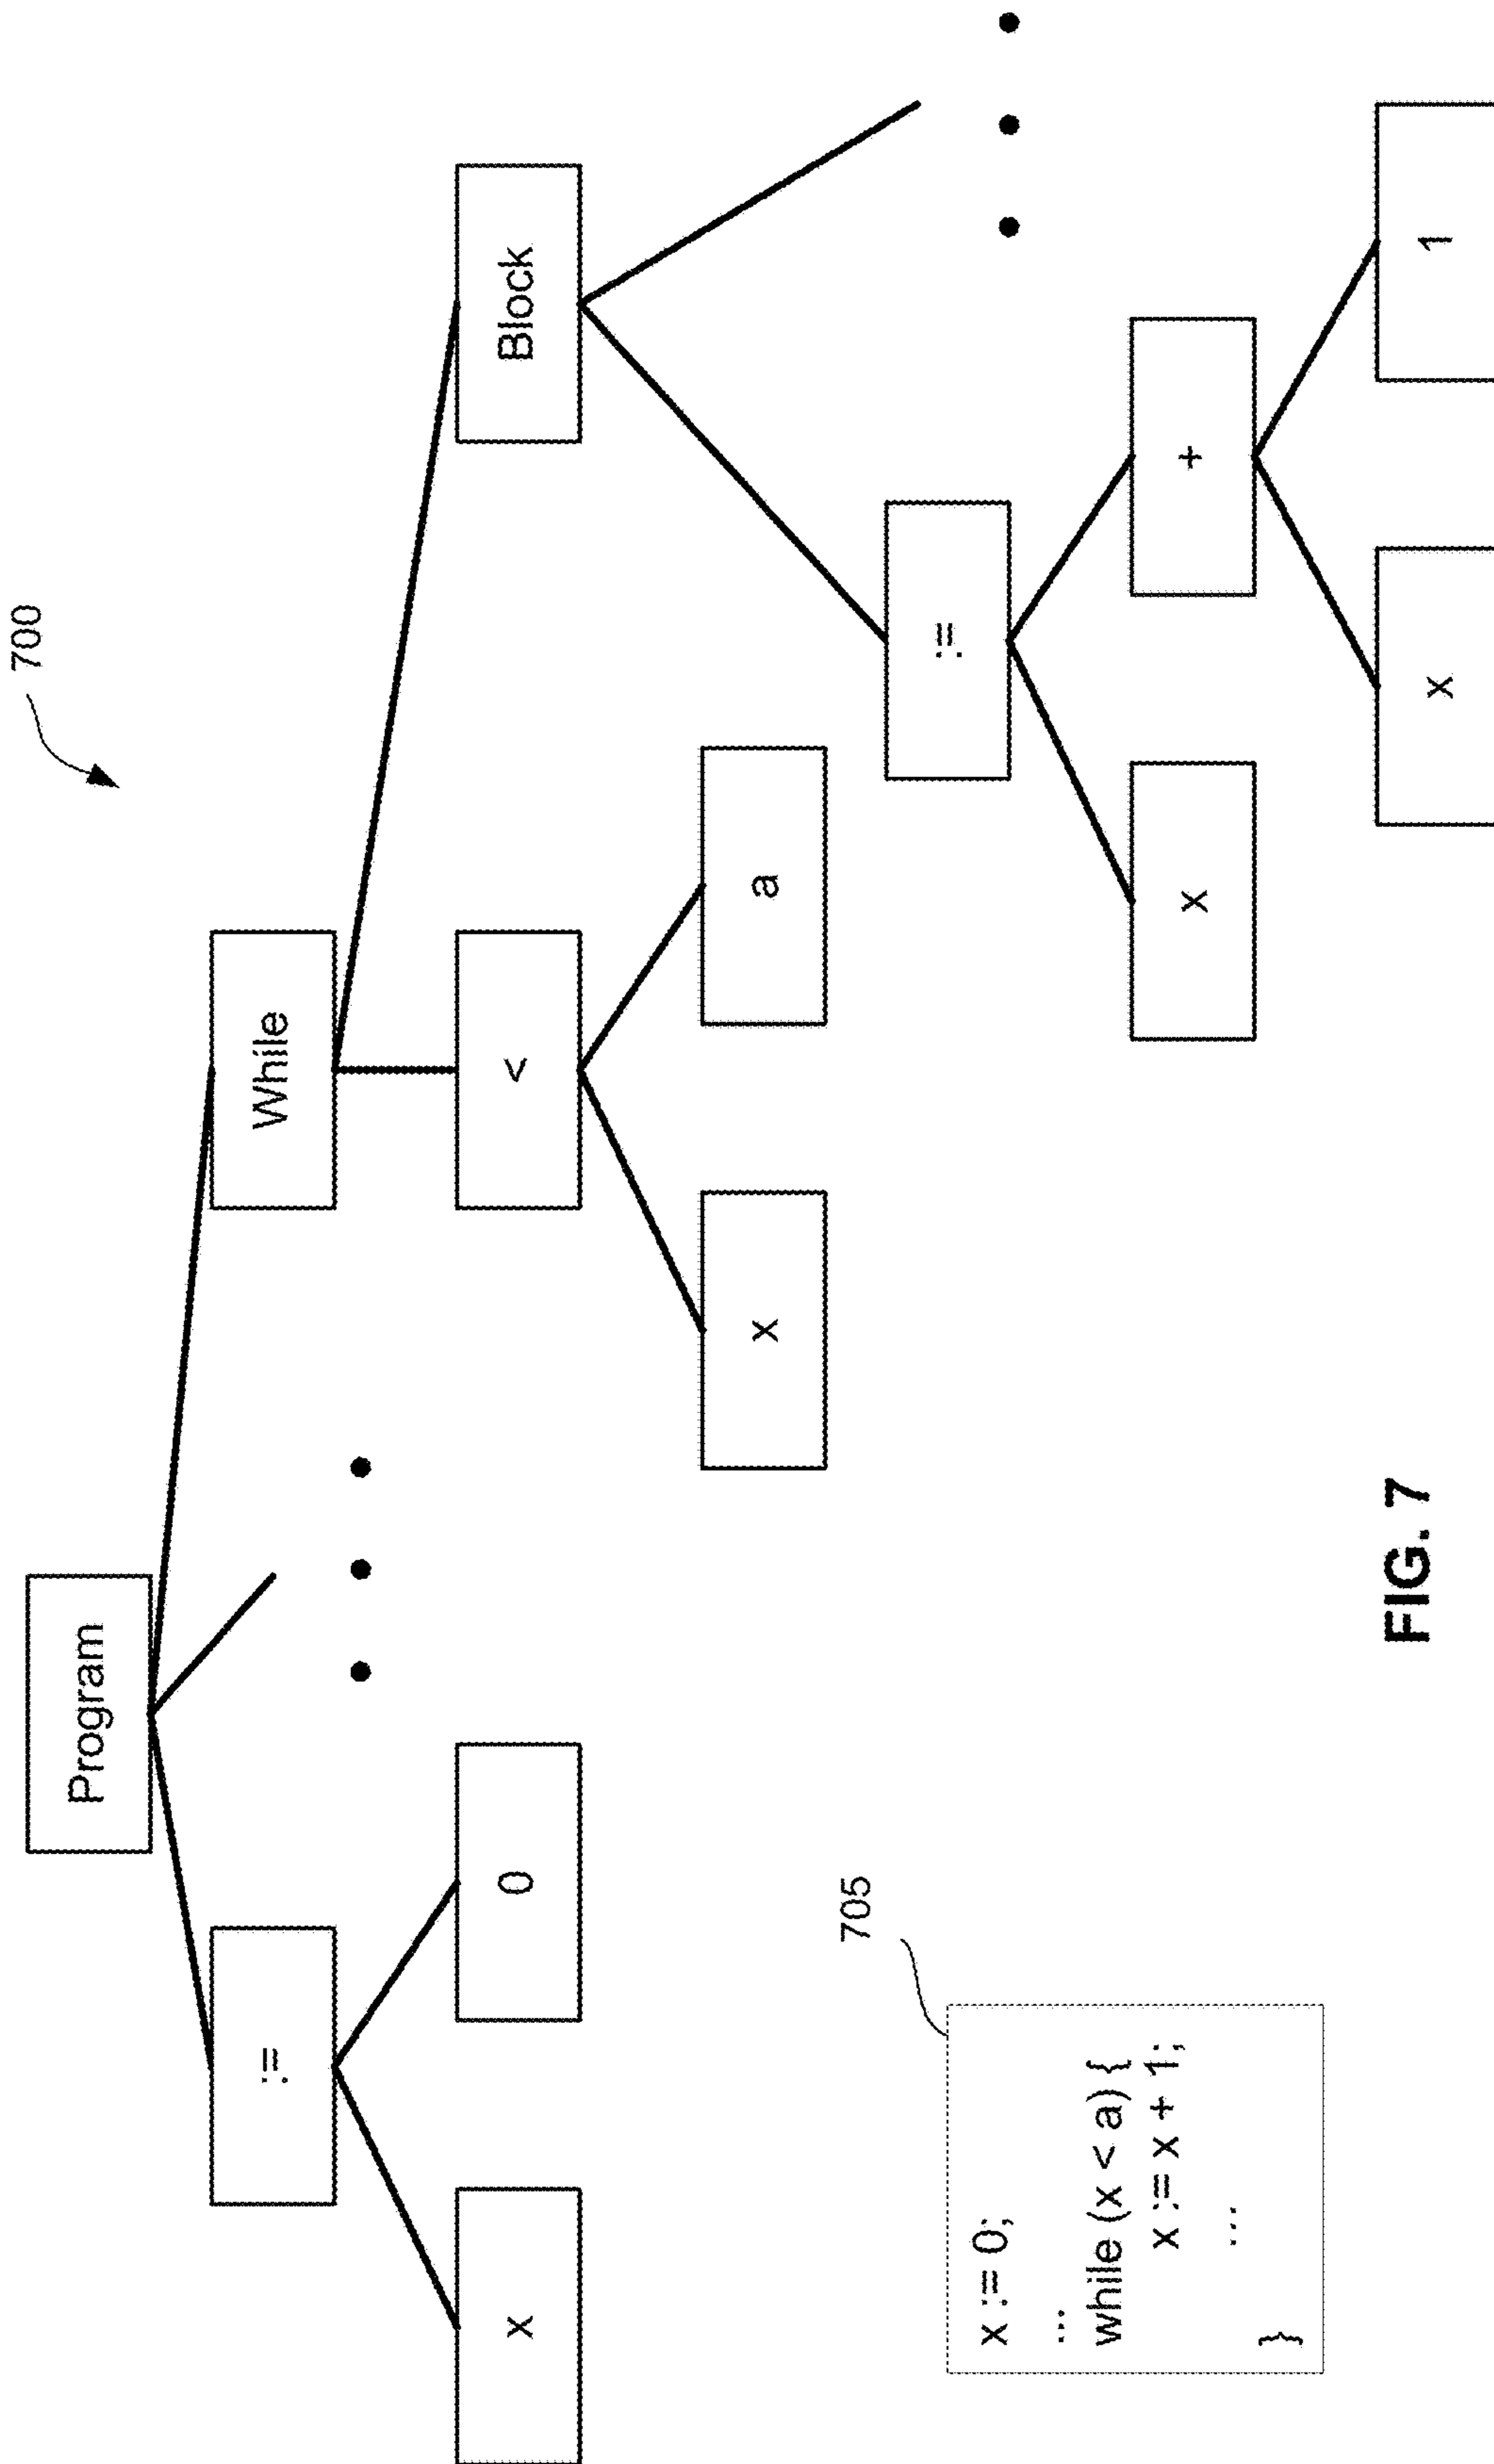 700
Program
:=
While
x
0
<
Block
x
a
:=
x
+
x
1
705
x := 0;
...
while (x < a) {
x := x + 1;
...
}
FIG. 7